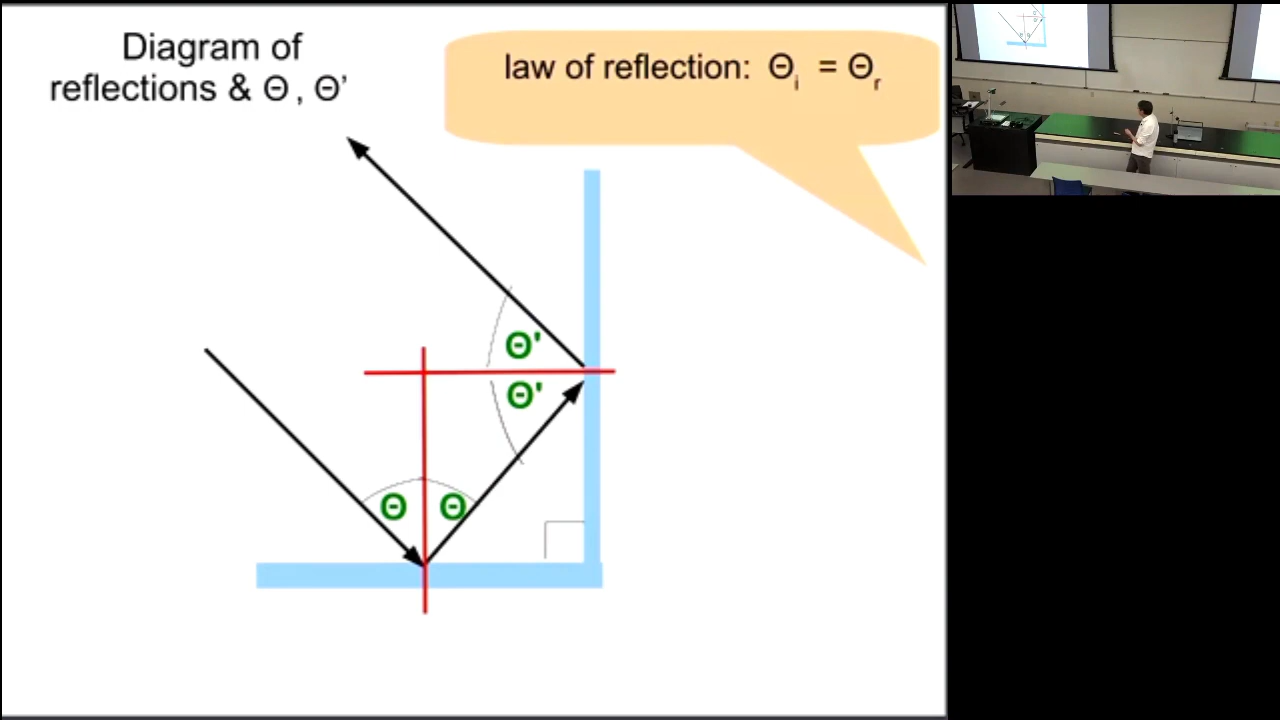 Diagram of
reflections & Θ , Θ’
law of reflection: Θi = Θr
Θ'
Θ'
Θ Θ